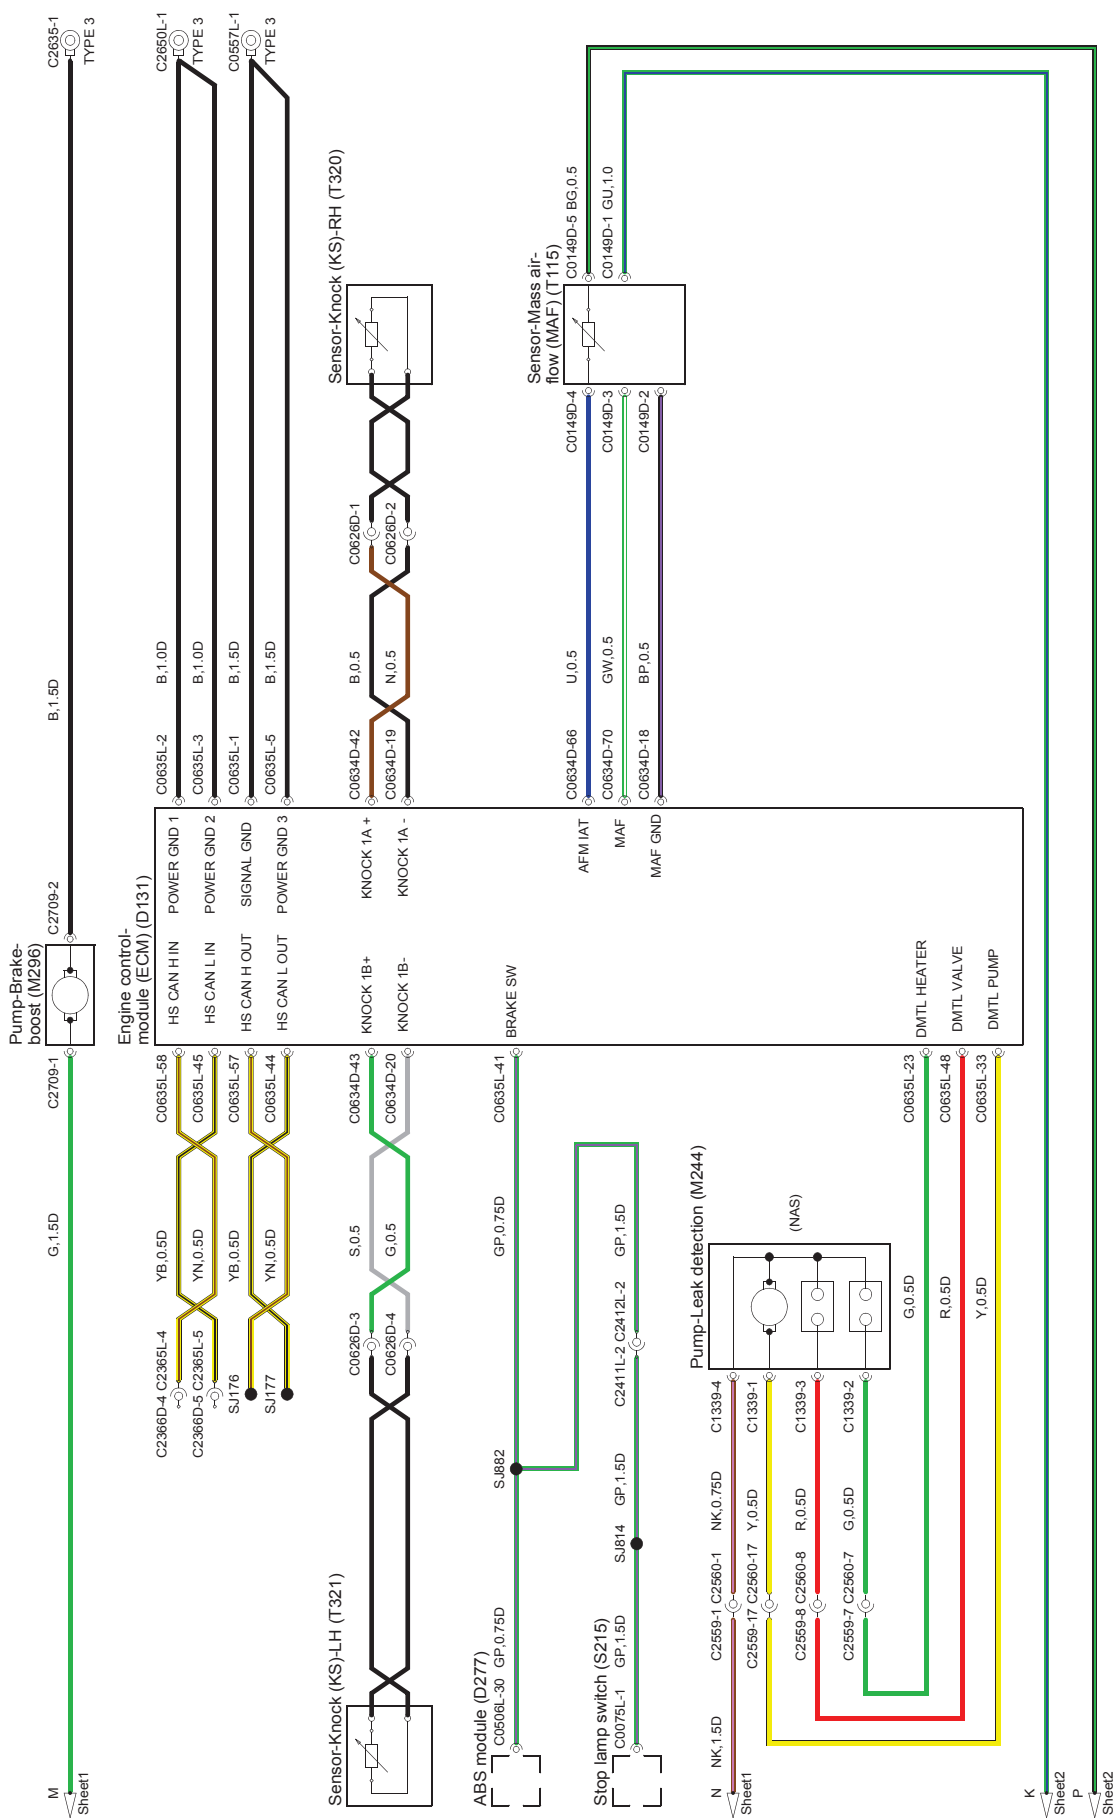 C2635-1
TYPE 3
C2650L-1
TYPE 3
C0557L-1
TYPE 3
B,1.5D
C2709-2
Pump-Brake-
boost (M296)
C2709-1
G,1.5D
M
Sheet1
B,1.0D
B,1.0D
B,1.5D
B,1.5D
C0635L-2
C0635L-3
C0635L-1
C0635L-5
Engine control-
module (ECM) (D131)
HS CAN H IN
POWER GND 1
HS CAN L IN
POWER GND 2
HS CAN H OUT
SIGNAL GND
HS CAN L OUT
POWER GND 3
C0635L-58
C0635L-45
C0635L-57
C0635L-44
YB,0.5D
YN,0.5D
YB,0.5D
YN,0.5D
C2366D-4 C2365L-4
C2366D-5 C2365L-5
SJ176
SJ177
Sensor-Knock (KS)-RH (T320)
C0626D-1
C0626D-2
B,0.5
N,0.5
C0634D-42
C0634D-19
KNOCK 1A +
KNOCK 1A -
KNOCK 1B+
KNOCK 1B-
C0634D-43
C0634D-20
S,0.5
G,0.5
C0626D-3
C0626D-4
Sensor-Knock (KS)-LH (T321)
BRAKE SW
C0635L-41
GP,0.75D
SJ882
C0506L-30 GP,0.75D
ABS module (D277)
GP,1.5D
C2411L-2 C2412L-2
GP,1.5D
SJ814
C0075L-1 GP,1.5D
Stop lamp switch (S215)
C0149D-5 BG,0.5
C0149D-1 GU,1.0
Sensor-Mass air-
flow (MAF) (T115)
C0149D-4
C0149D-3
C0149D-2
U,0.5
GW,0.5
BP,0.5
C0634D-66
C0634D-70
C0634D-18
AFM IAT
MAF
MAF GND
DMTL HEATER
DMTL VALVE
DMTL PUMP
C0635L-23
C0635L-48
C0635L-33
G,0.5D
R,0.5D
Y,0.5D
Pump-Leak detection (M244)
(NAS)
C1339-4
C1339-1
C1339-3
C1339-2
NK,0.75D
Y,0.5D
R,0.5D
G,0.5D
C2559-1 C2560-1
C2559-17 C2560-17
C2559-8 C2560-8
C2559-7 C2560-7
NK,1.5D
N
Sheet1
K
Sheet2
P
Sheet2